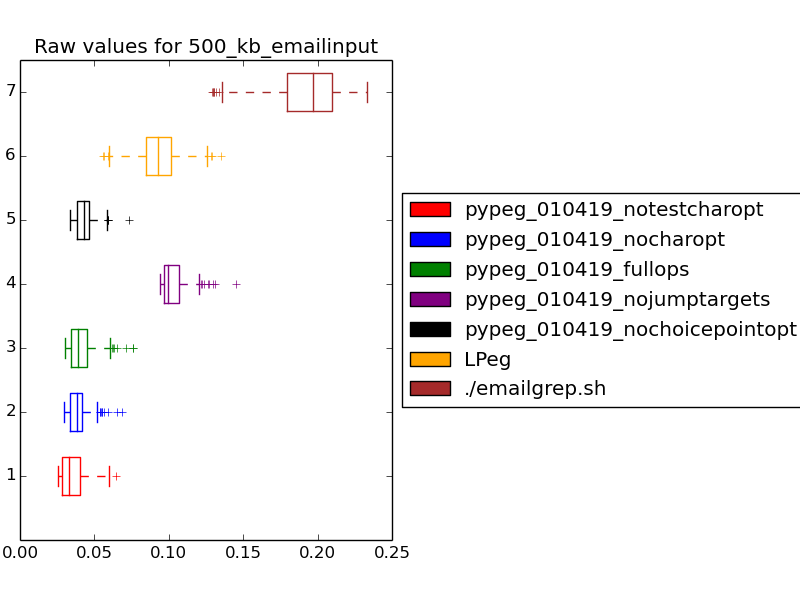 Raw values for 500_kb_emailinput
7
6
5
4
3
2
1
0.00 0.05 0.10 0.15 0.20 0.25
pypeg_010419_notestcharopt
pypeg_010419_nocharopt
pypeg_010419_fullops
pypeg_010419_nojumptargets
pypeg_010419_nochoicepointopt
LPeg
./emailgrep.sh